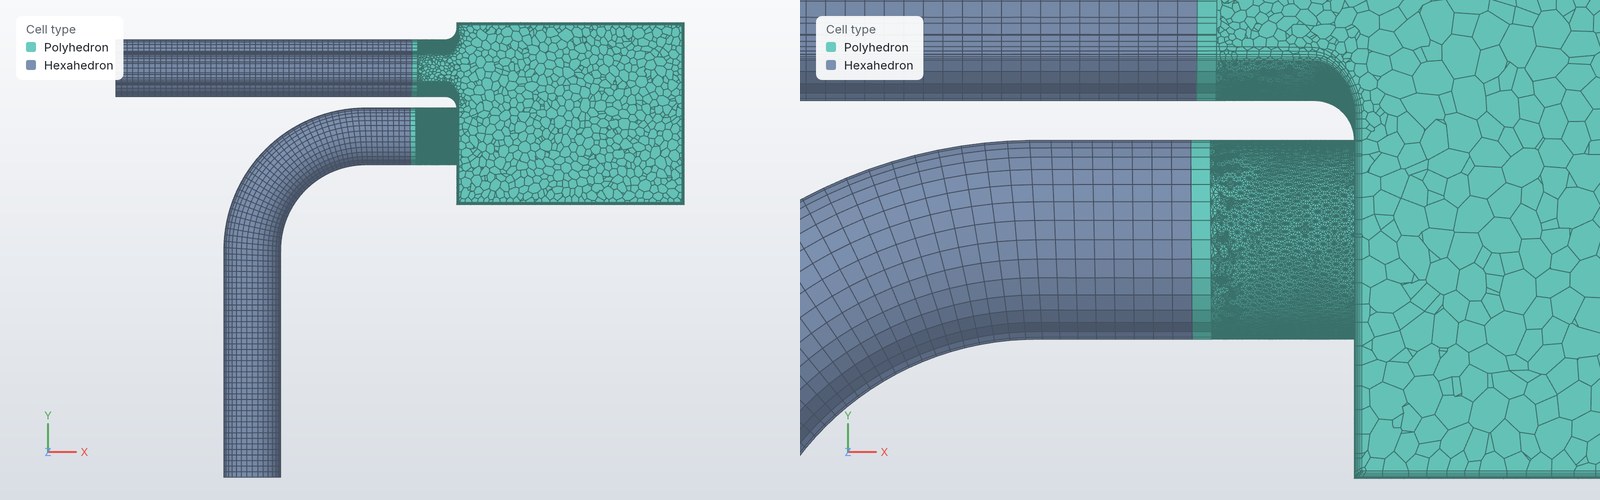 Cell type
Polyhedron
Hexahedron
Y
Z
X
Cell type
Polyhedron
Hexahedron
Y
Z
X